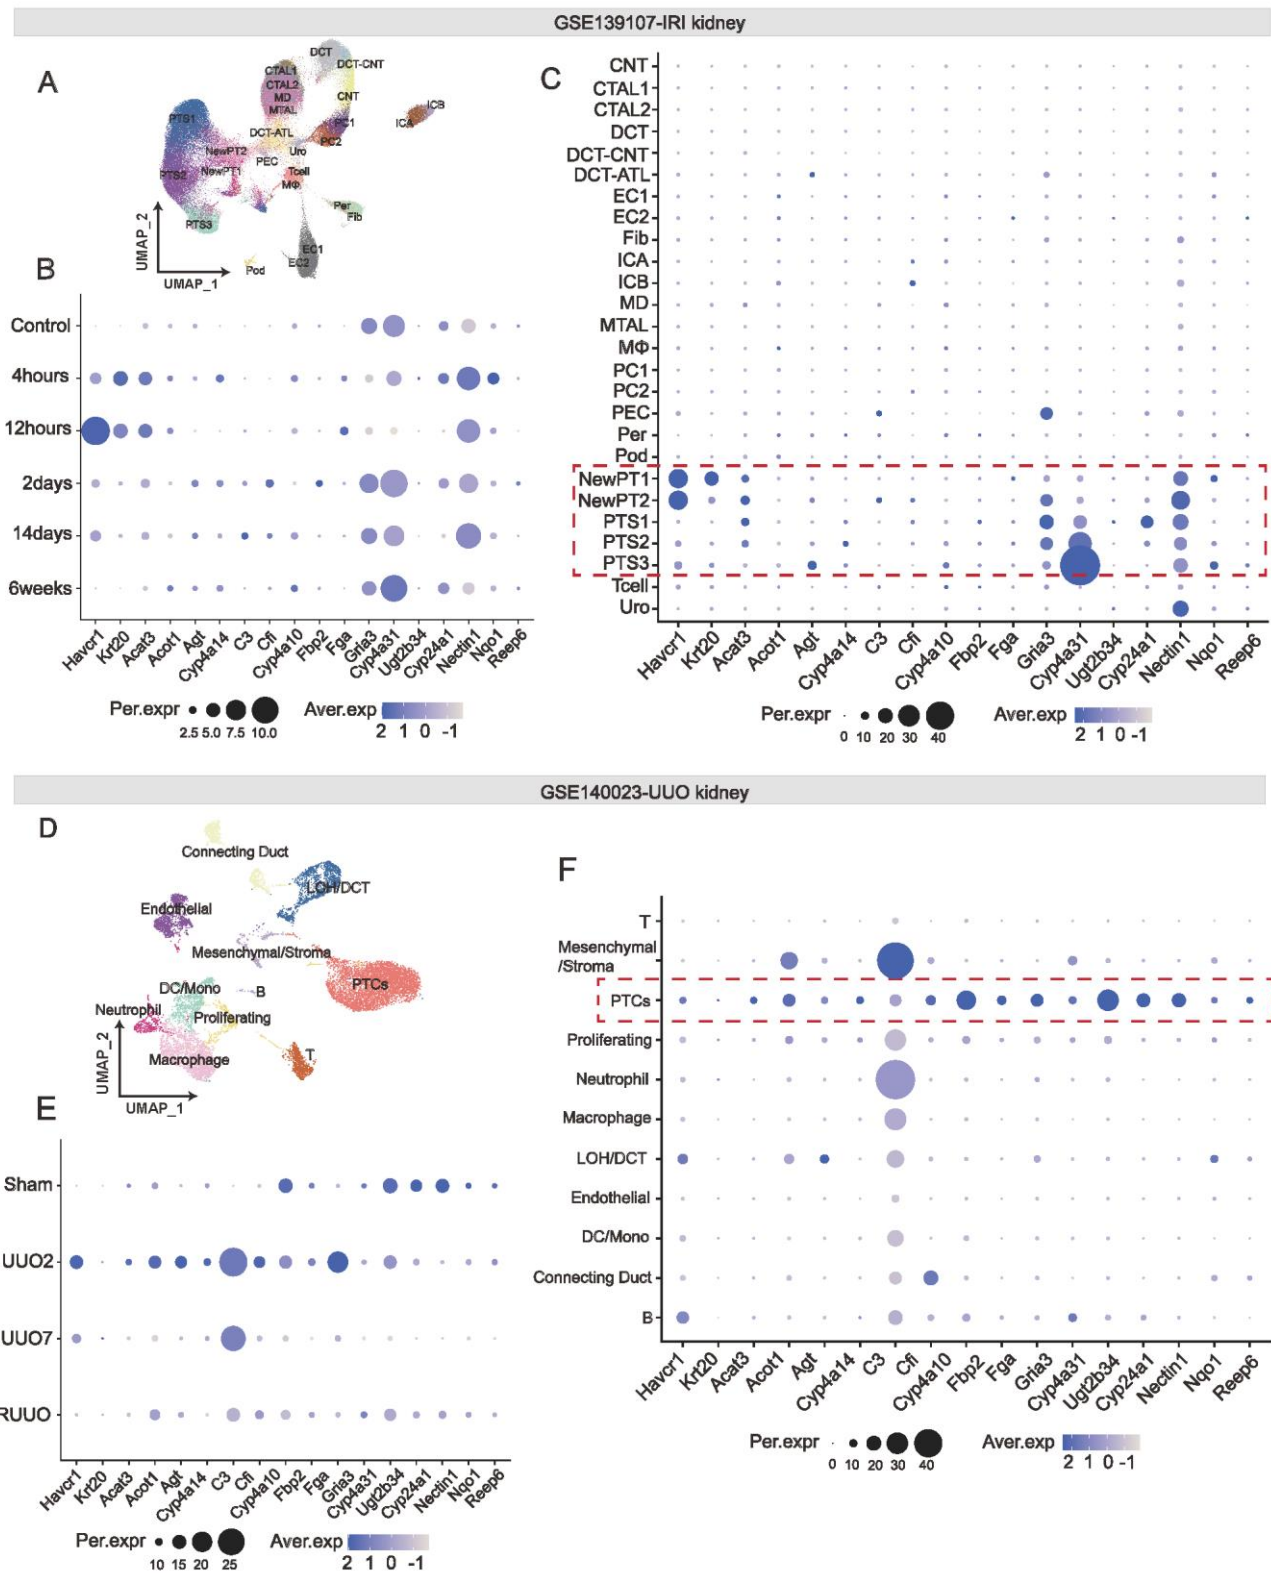 GSE139107-IRI kidney
A
DCT
DCT-CNT
CTAL1
CTAL2
MD
MTAL
CNT
ICB
ICA
PTS1
PC1
PC2
DCT-ATL
NewPT2
Uro
PEC
NewPT1
Tcell
PTS2
MΦ
Per
Fib
PTS3
EC1
EC2
Pod
UMAP_2
UMAP_1
B
Control
4hours
12hours
2days
14days
6weeks
Havcr1 Krt20 Acat3 Acot1 Agt Cyp4a14 C3 Cfi Cyp4a10 Fbp2 Fga Gria3 Cyp4a31 Ugt2b34 Cyp24a1 Nectin1 Nqo1 Reep6
Per.expr
2.5 5.0 7.5 10.0
Aver.exp
2 1 0 -1
C
CNT
CTAL1
CTAL2
DCT
DCT-CNT
DCT-ATL
EC1
EC2
Fib
ICA
ICB
MD
MTAL
MΦ
PC1
PC2
PEC
Per
Pod
NewPT1
NewPT2
PTS1
PTS2
PTS3
Tcell
Uro
Havcr1 Krt20 Acat3 Acot1 Agt Cyp4a14 C3 Cfi Cyp4a10 Fbp2 Fga Gria3 Cyp4a31 Ugt2b34 Cyp24a1 Nectin1 Nqo1 Reep6
Per.expr
0 10 20 30 40
Aver.exp
2 1 0 -1
GSE140023-UUO kidney
D
Connecting Duct
LOH/DCT
Endothelial
Mesenchymal/Stroma
PTCs
DC/Mono
B
Neutrophil
Proliferating
Macrophage
T
UMAP_2
UMAP_1
E
Sham
UUO2
UUO7
RUUO
Havcr1 Krt20 Acat3 Acot1 Agt Cyp4a14 C3 Cfi Cyp4a10 Fbp2 Fga Gria3 Cyp4a31 Ugt2b34 Cyp24a1 Nectin1 Nqo1 Reep6
Per.expr
10 15 20 25
Aver.exp
2 1 0 -1
F
T
Mesenchymal
/Stroma
PTCs
Proliferating
Neutrophil
Macrophage
LOH/DCT
Endothelial
DC/Mono
Connecting Duct
B
Havcr1 Krt20 Acat3 Acot1 Agt Cyp4a14 C3 Cfi Cyp4a10 Fbp2 Fga Gria3 Cyp4a31 Ugt2b34 Cyp24a1 Nectin1 Nqo1 Reep6
Per.expr
0 10 20 30 40
Aver.exp
2 1 0 -1